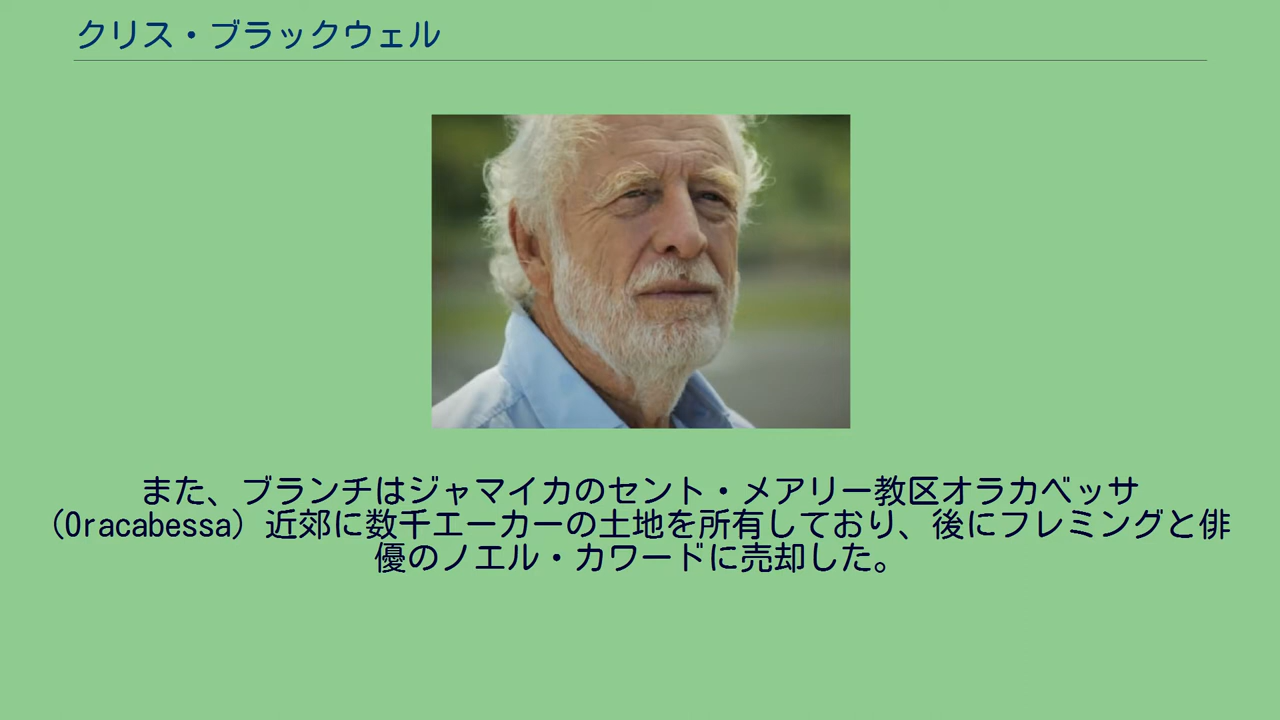 クリス・ブラックウェル
また、ブランチはジャマイカのセント・メアリー教区オラカベッサ
（Oracabessa）近郊に数千エーカーの土地を所有しており、後にフレミングと俳
優のノエル・カワードに売却した。